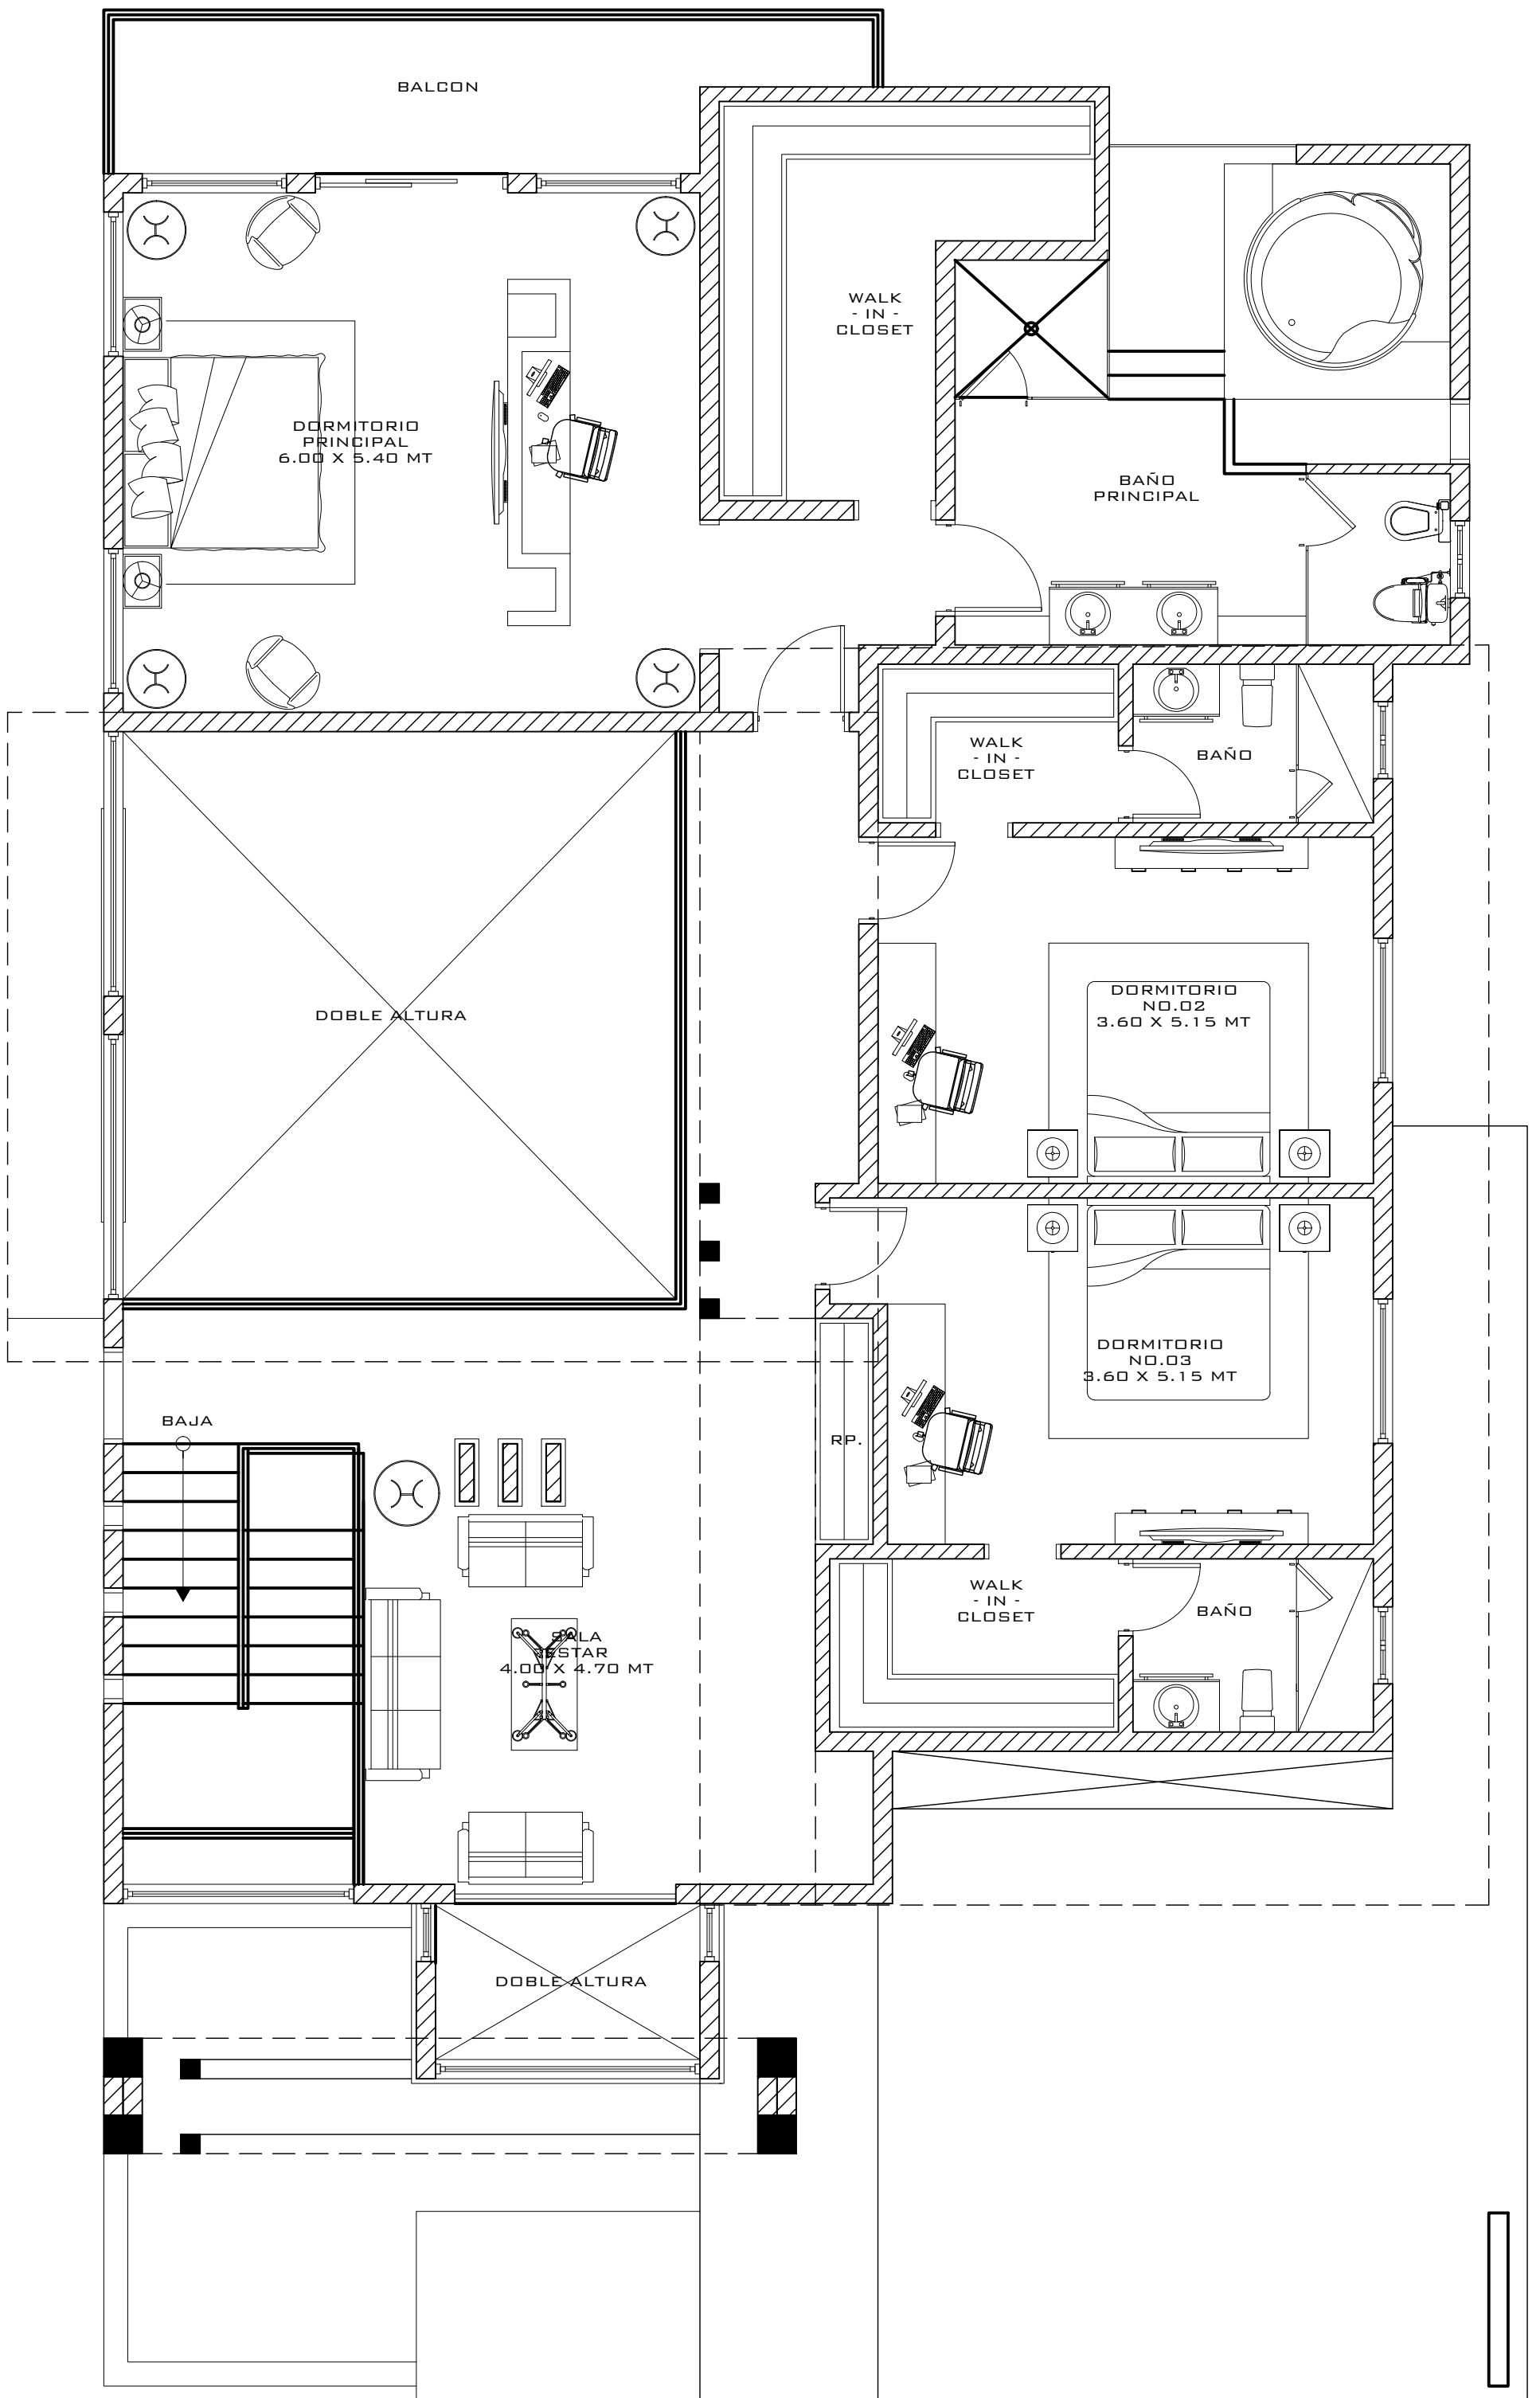 BALCON
WALK
- IN -
CLOSET
DORMITORIO
PRINCIPAL
6.00 X 5.40 MT
BAÑO
PRINCIPAL
WALK
- IN -
CLOSET
BAÑO
DOBLE ALTURA
DORMITORIO
NO.02
3.60 X 5.15 MT
DORMITORIO
NO.03
3.60 X 5.15 MT
BAJA
RP.
WALK
- IN -
CLOSET
BAÑO
SALA
ESTAR
4.00 X 4.70 MT
DOBLE ALTURA